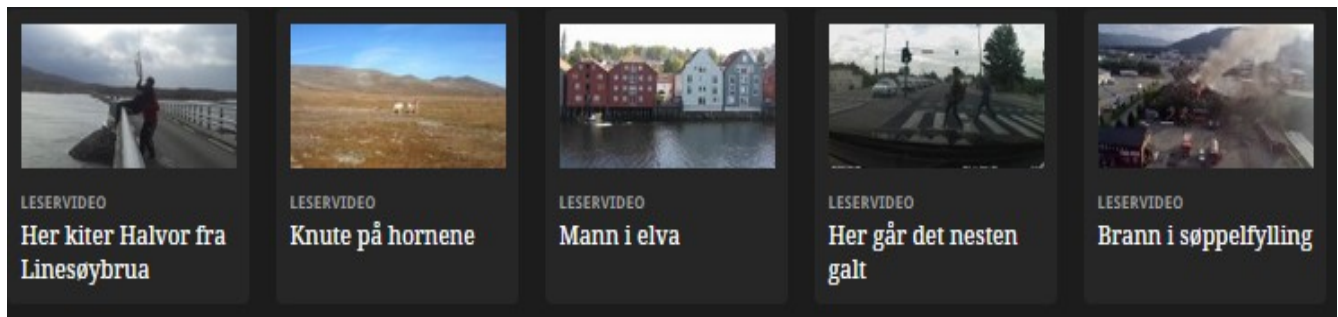 LESERVIDEO
Her kiter Halvor fra
Linesøybrua
LESERVIDEO
Knute på hornene
LESERVIDEO
Mann i elva
LESERVIDEO
Her går det nesten
galt
LESERVIDEO
Brann i søppelfylling